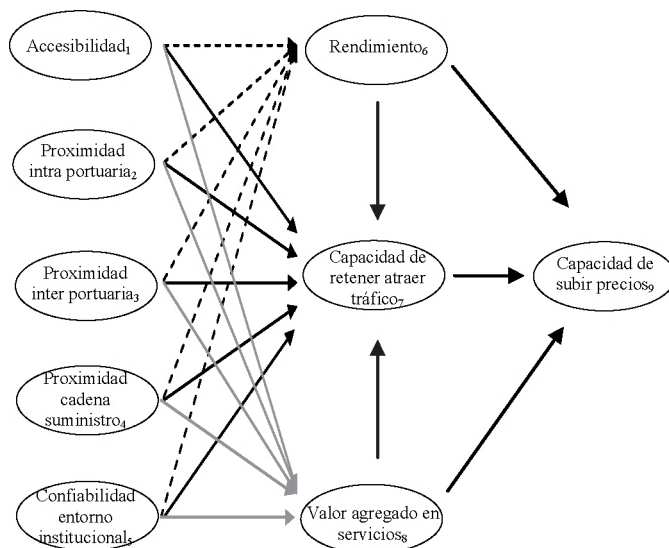 Accesibilidad₁
Proximidad
intra portuaria₂
Proximidad
inter portuaria₃
Proximidad
cadena
suministro₄
Confiabilidad
entorno
institucional₅
Rendimiento₆
Capacidad de
retener atraer
tráfico₇
Valor agregado en
servicios₈
Capacidad de
subir precios₉